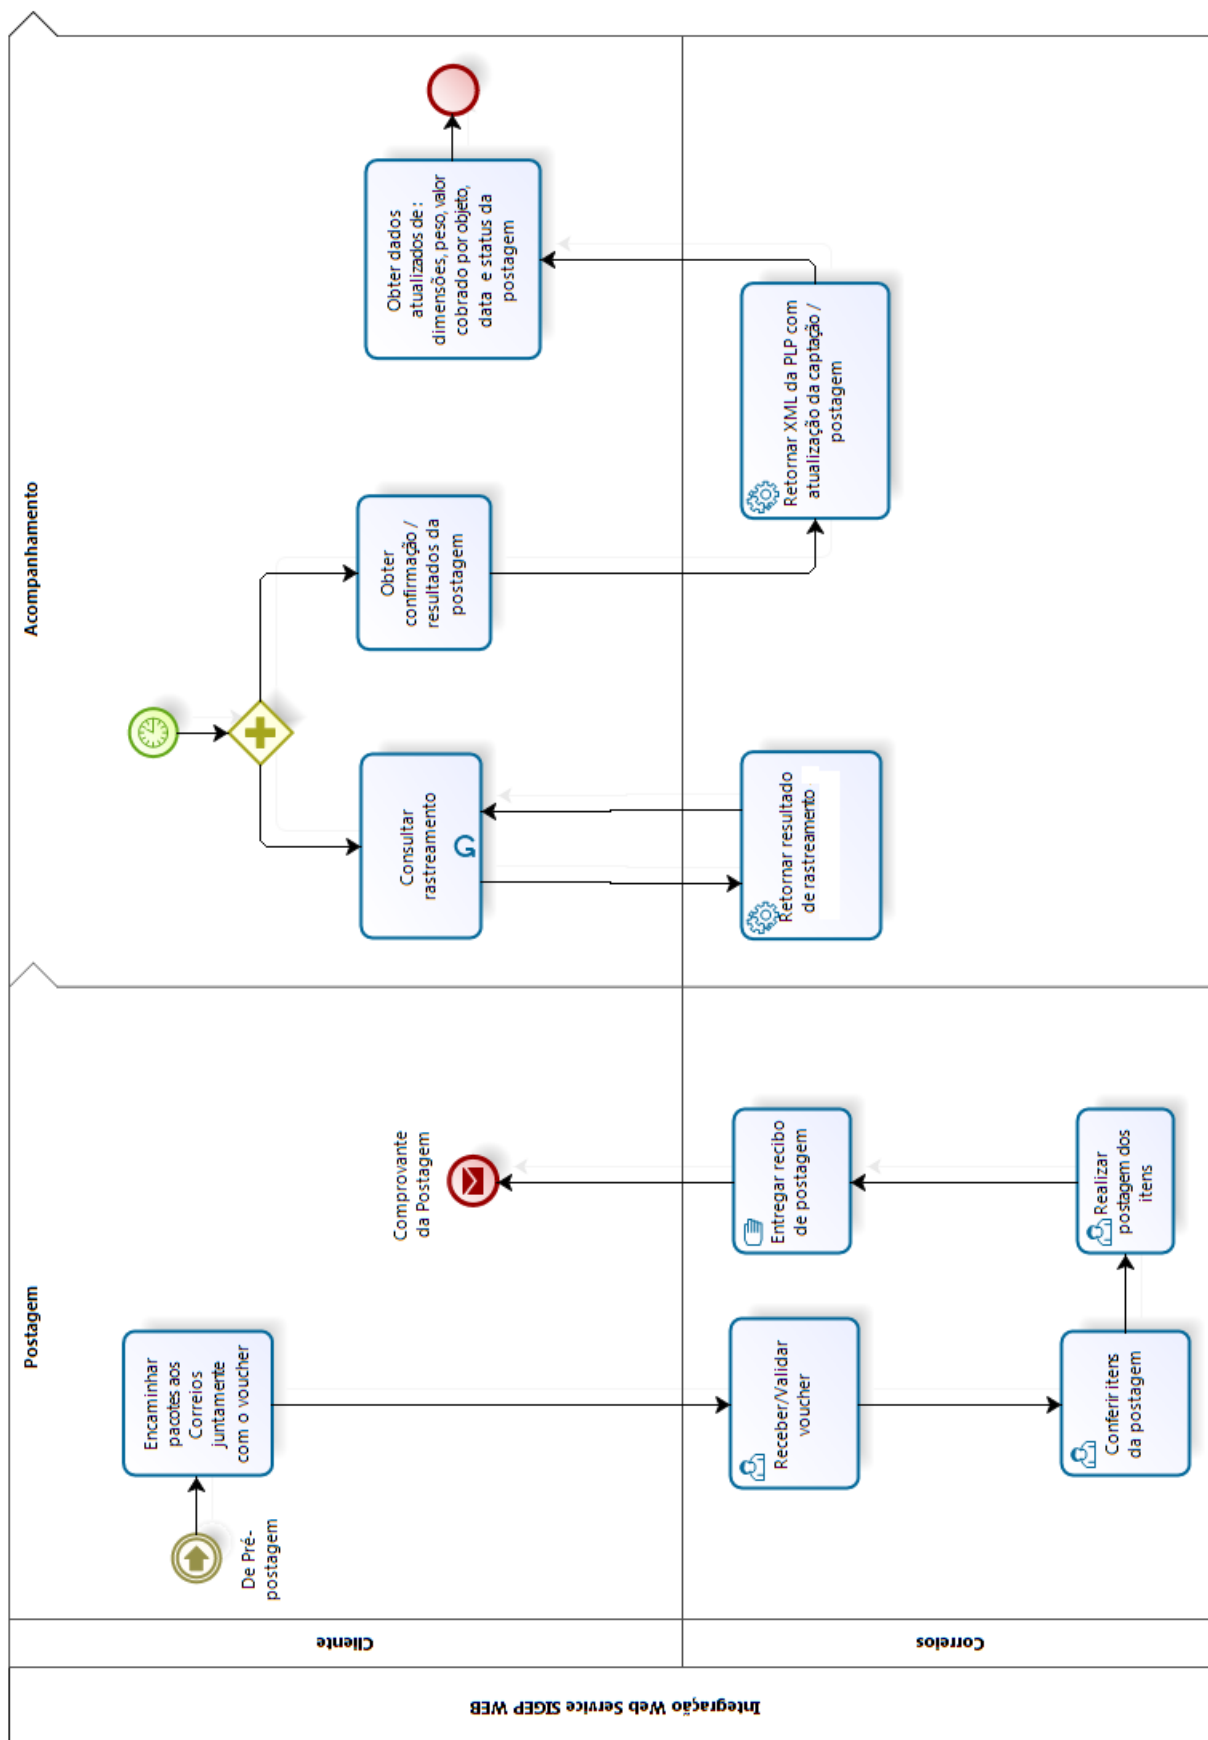 Integração Web Service SIGEP WEB
Cliente
Correios
Postagem
De Pré-
postagem
Encaminhar
pacotes aos
Correios
juntamente
com o voucher
Receber/Validar
voucher
Conferir itens
da postagem
Realizar
postagem dos
itens
Entregar recibo
de postagem
Comprovante
da Postagem
Acompanhamento
Consultar
rastreamento
Retornar resultado
de rastreamento
Obter
confirmação /
resultados da
postagem
Retornar XML da PLP com
atualização da captação /
postagem
Obter dados
atualizados de :
dimensões, peso, valor
cobrado por objeto,
data e status da
postagem